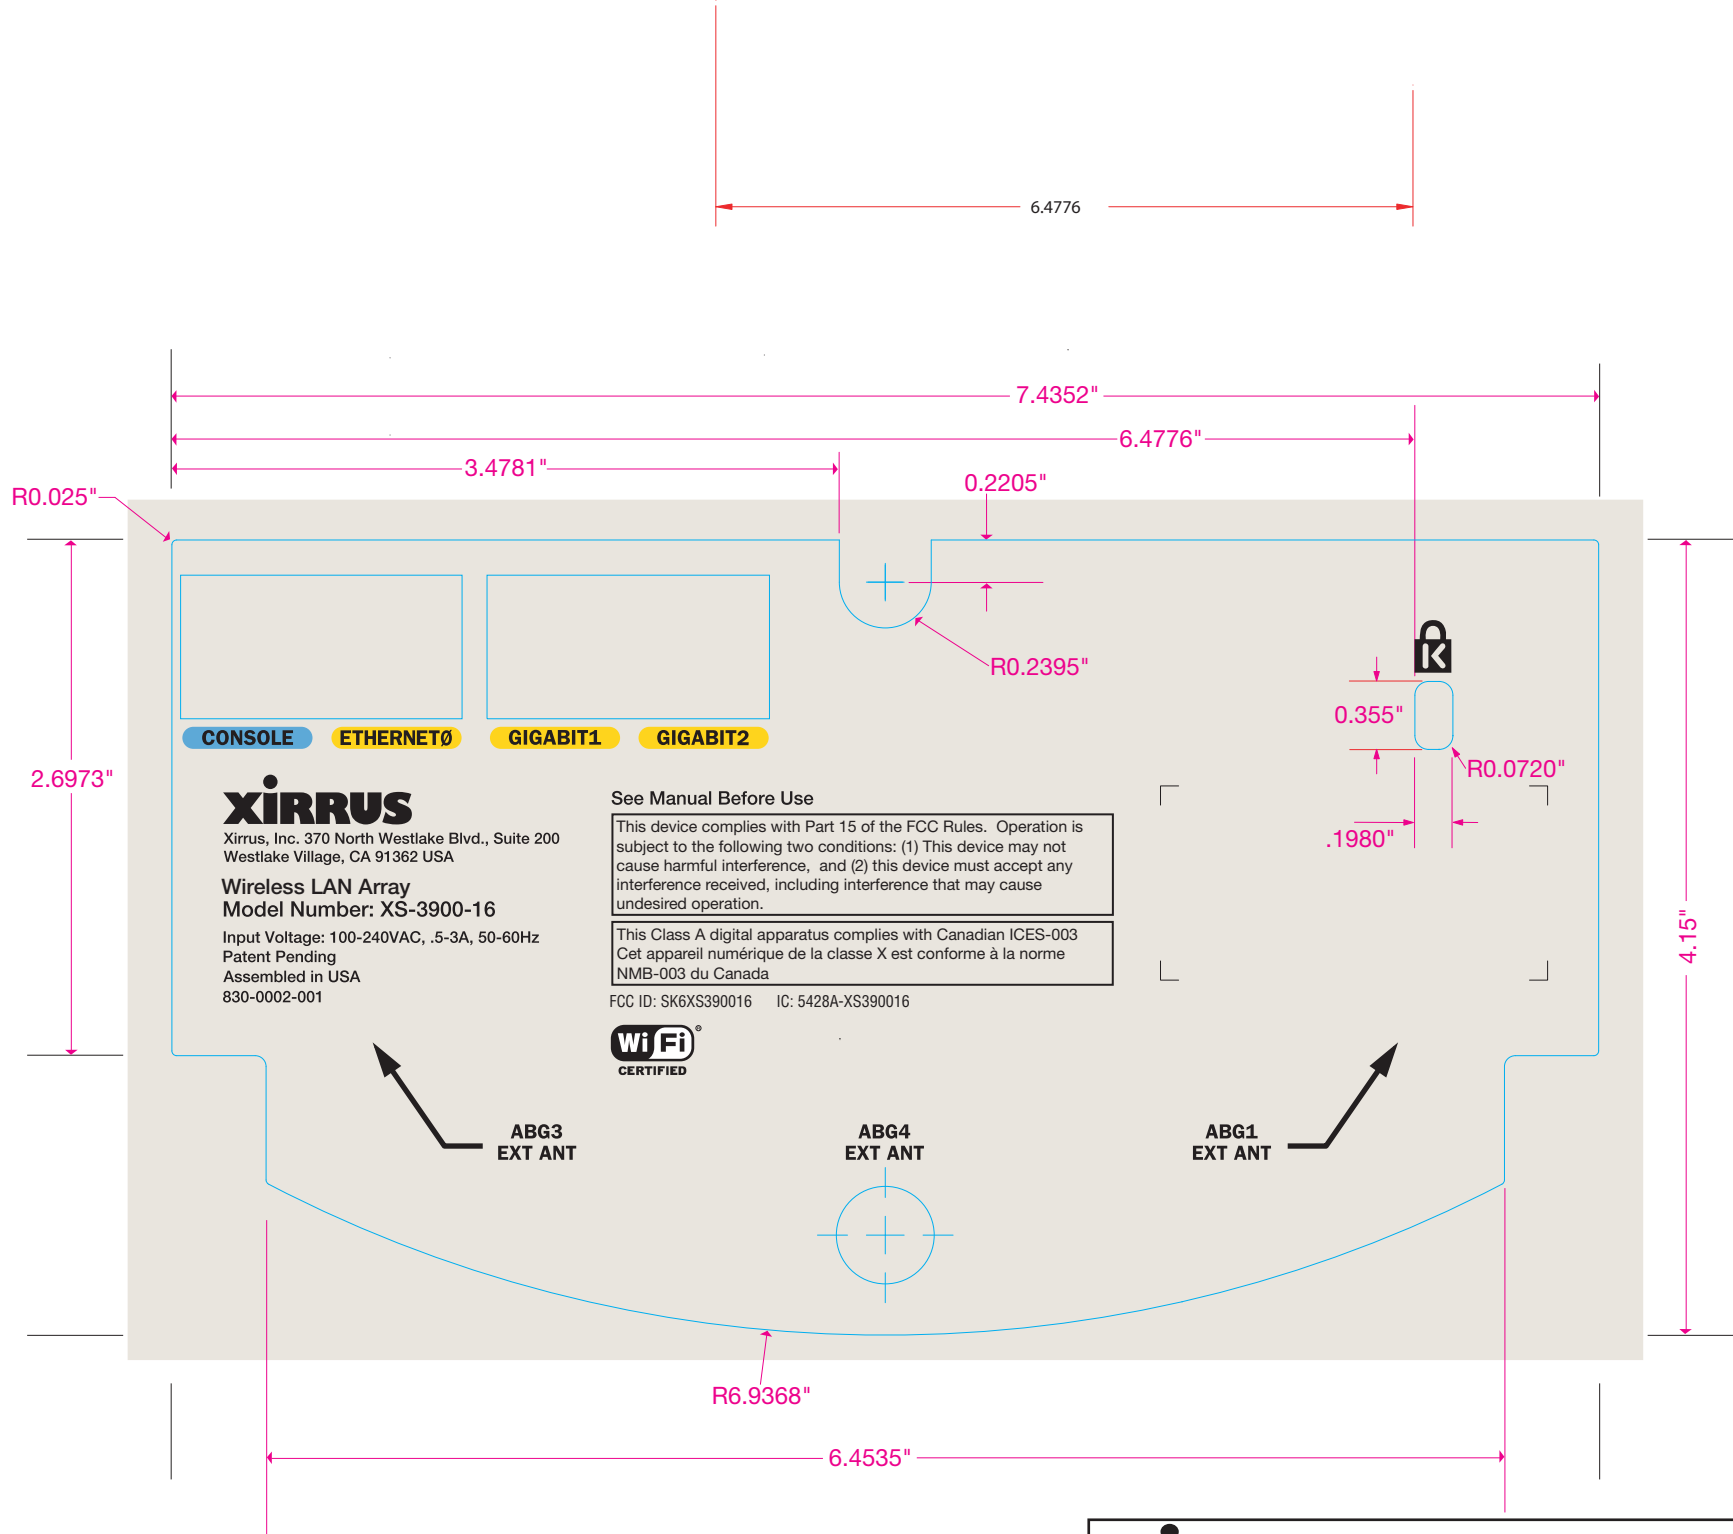 6.4776
7.4352"
6.4776"
3.4781"
0.2205"
R0.025"
R0.2395"
0.355"
R0.0720"
.1980"
2.6973"
4.15"
K
CONSOLE
ETHERNETØ
GIGABIT1
GIGABIT2
XiRRUS
Xirrus, Inc. 370 North Westlake Blvd., Suite 200
Westlake Village, CA 91362 USA
Wireless LAN Array
Model Number: XS-3900-16
Input Voltage: 100-240VAC, .5-3A, 50-60Hz
Patent Pending
Assembled in USA
830-0002-001
See Manual Before Use
This device complies with Part 15 of the FCC Rules.  Operation is
subject to the following two conditions: (1) This device may not
cause harmful interference,  and (2) this device must accept any
interference received, including interference that may cause
undesired operation.
This Class A digital apparatus complies with Canadian ICES-003
Cet appareil numérique de la classe X est conforme à la norme
NMB-003 du Canada
FCC ID: SK6XS390016 IC: 5428A-XS390016
Wi Fi ®
CERTIFIED
ABG3
EXT ANT
ABG4
EXT ANT
ABG1
EXT ANT
R6.9368"
6.4535"